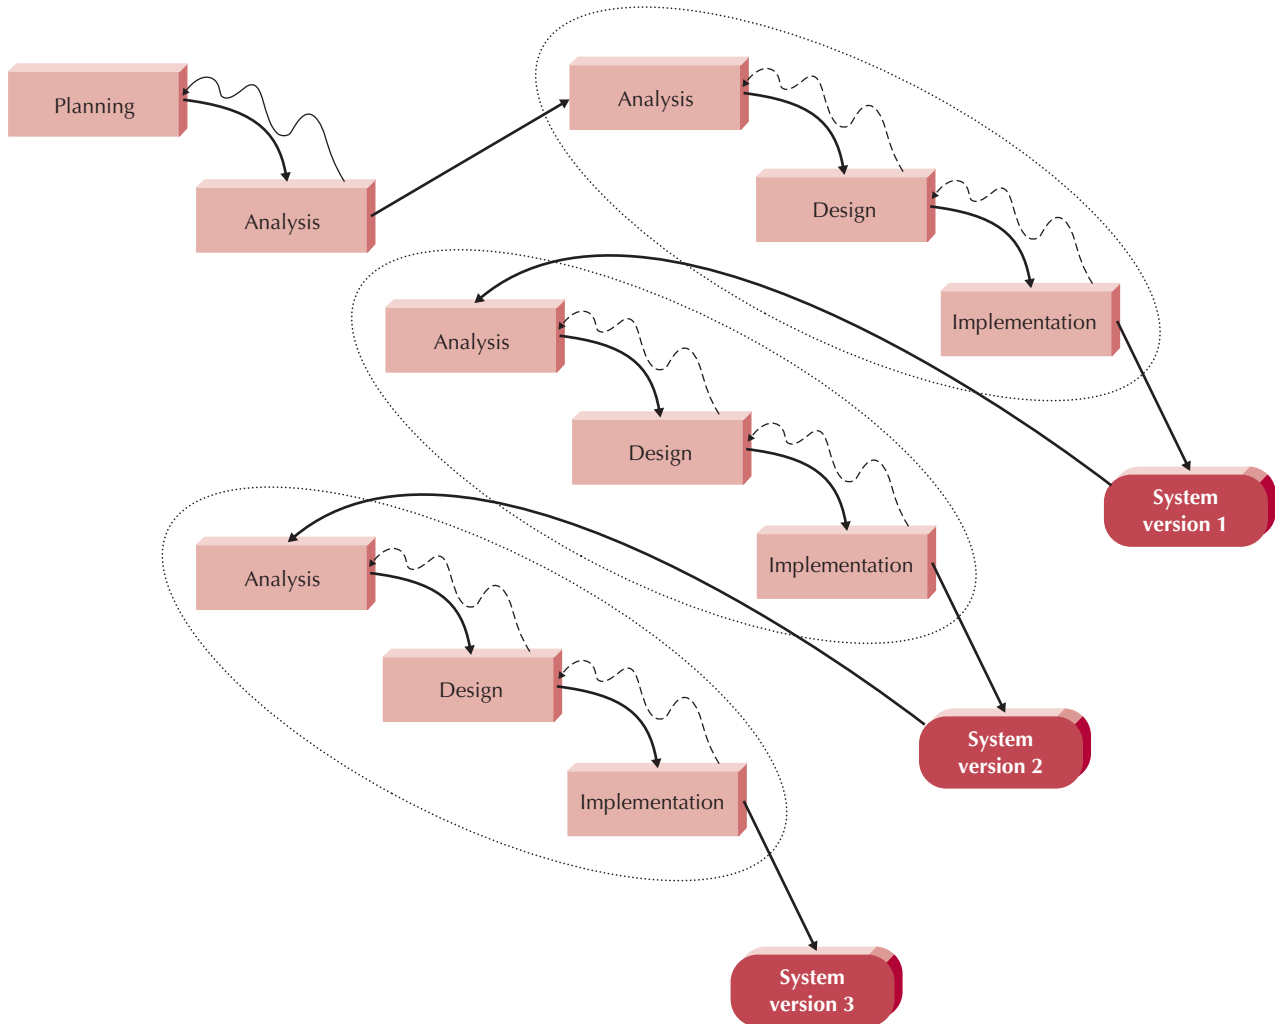 Planning
Analysis
Analysis
Design
Implementation
System
version 1
Analysis
Design
Implementation
System
version 2
Analysis
Design
Implementation
System
version 3